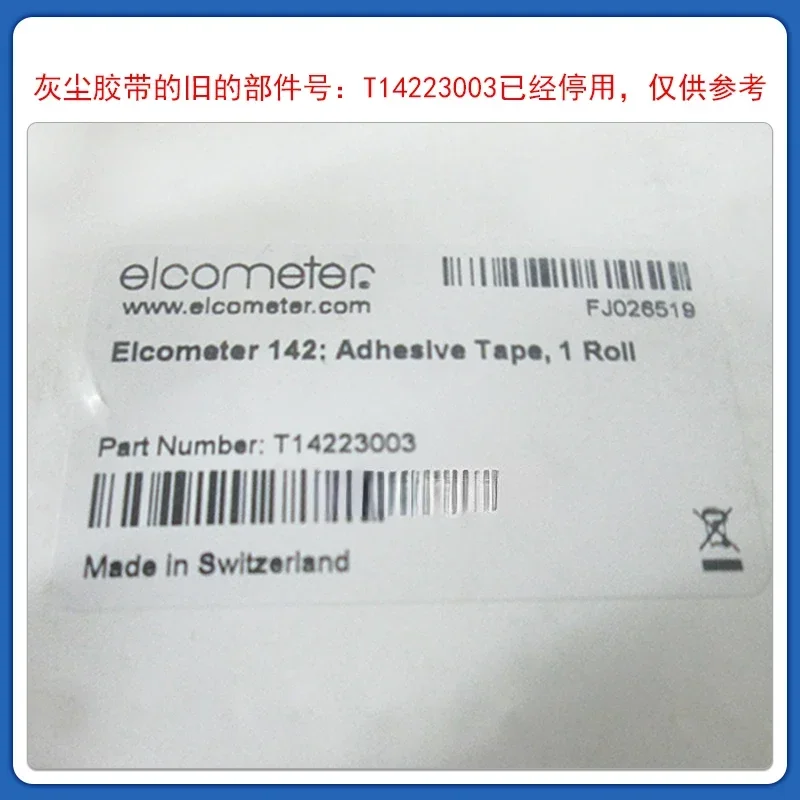 灰尘胶带的旧的部件号：T14223003已经停用，仅供参考
elcometer
www.elcometer.com
FJ026519
Elcometer 142; Adhesive Tape, 1 Roll
Part Number: T14223003
Made in Switzerland